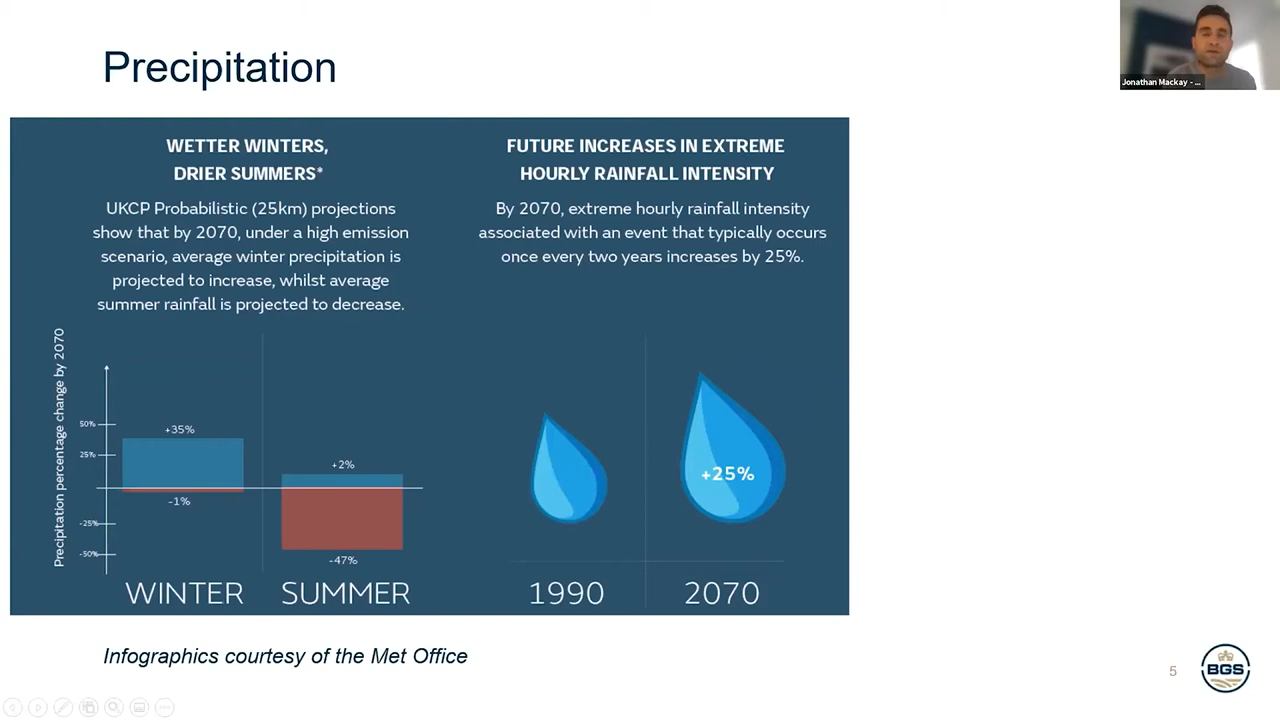 Precipitation
Jonathan Mackay - ...
WETTER WINTERS,
DRIER SUMMERS*
UKCP Probabilistic (25km) projections
show that by 2070, under a high emission
scenario, average winter precipitation is
projected to increase, whilst average
summer rainfall is projected to decrease.
Precipitation percentage change by 2070
50%
25%
-25%
-50%
+35%
-1%
+2%
-47%
WINTER
SUMMER
FUTURE INCREASES IN EXTREME
HOURLY RAINFALL INTENSITY
By 2070, extreme hourly rainfall intensity
associated with an event that typically occurs
once every two years increases by 25%.
+25%
1990
2070
Infographics courtesy of the Met Office
5
BGS